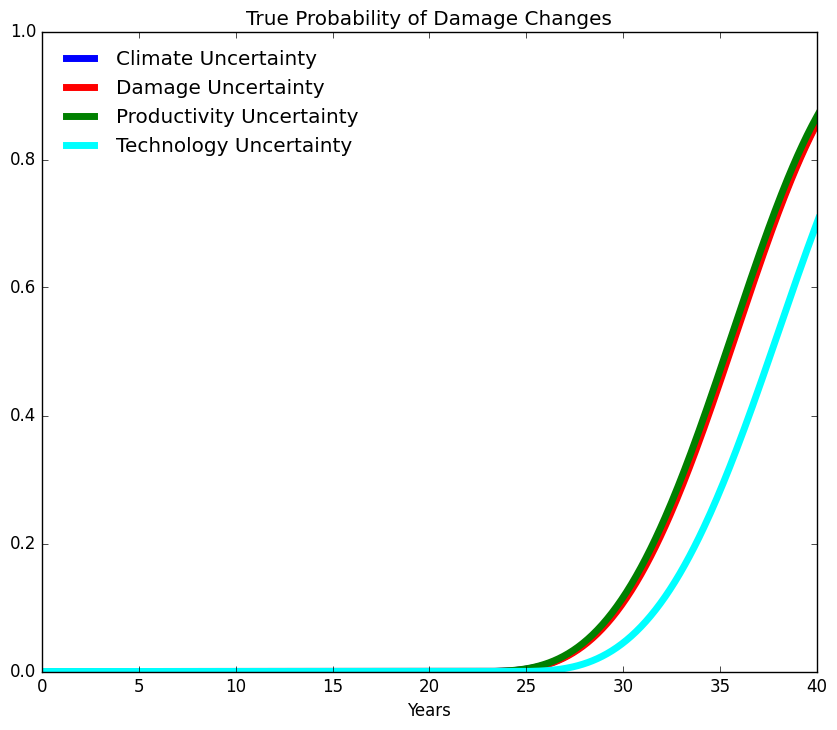 True Probability of Damage Changes
1.0
Climate Uncertainty
Damage Uncertainty
Productivity Uncertainty
Technology Uncertainty
0.8
0.6
0.4
0.2
0.0
0 5 10 15 20 25 30 35 40
Years